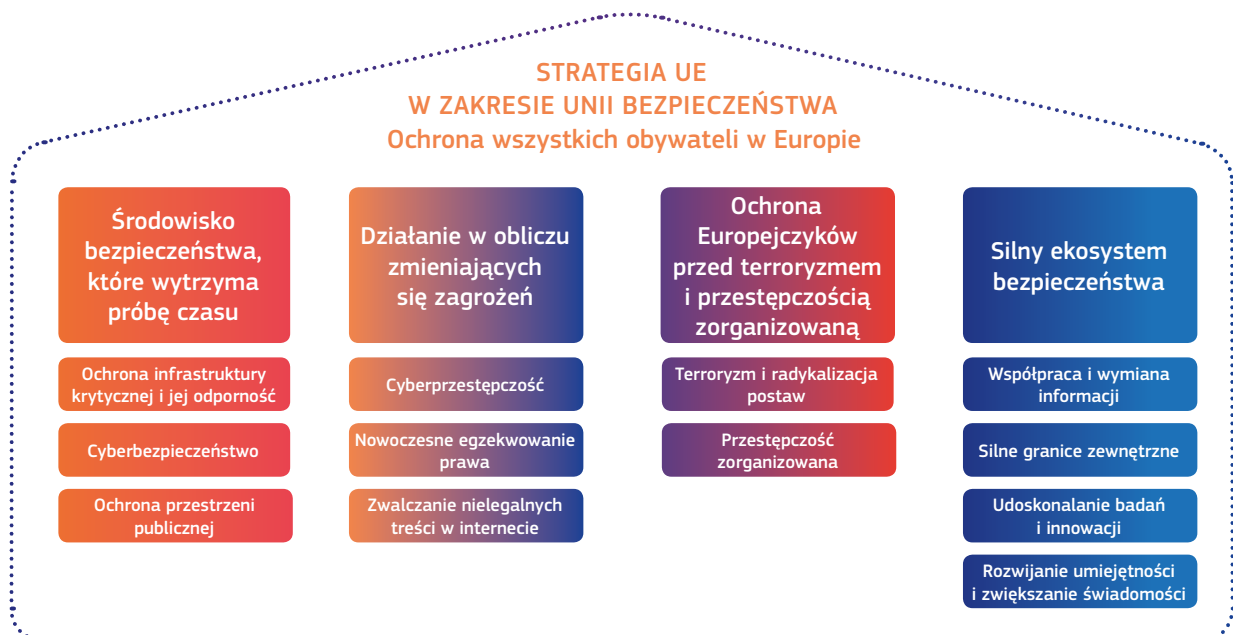 STRATEGIA UE
W ZAKRESIE UNII BEZPIECZEŃSTWA
Ochrona wszystkich obywateli w Europie
Środowisko
bezpieczeństwa,
które wytrzyma
próbę czasu
Ochrona infrastruktury
krytycznej i jej odporność
Cyberbezpieczeństwo
Ochrona przestrzeni
publicznej
Działanie w obliczu
zmieniających
się zagrożeń
Cyberprzestępczość
Nowoczesne egzekwowanie
prawa
Zwalczanie nielegalnych
treści w internecie
Ochrona
Europejczyków
przed terroryzmem
i przestępczością
zorganizowaną
Terroryzm i radykalizacja
postaw
Przestępczość
zorganizowana
Silny ekosystem
bezpieczeństwa
Współpraca i wymiana
informacji
Silne granice zewnętrzne
Udoskonalanie badań
i innowacji
Rozwijanie umiejętności
i zwiększanie świadomości